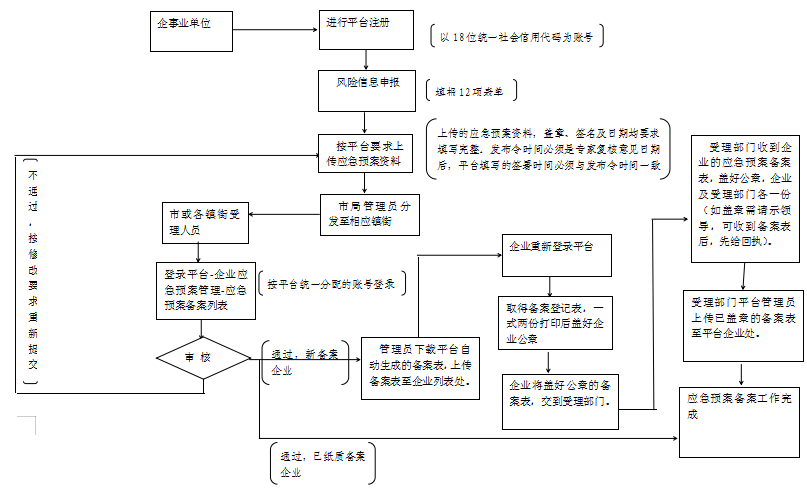 企事业单位
进行平台注册
以18位统一社会信用代码为账号
风险信息申报
填报12项表单
按平台要求上
传应急预案资料
上传的应急预案资料，盖章、签名及日期均要求
填写完整。发布令时间必须是专家复核意见日期
后，平台填写的签署时间必须与发布令时间一致
受理部门收到企
业的应急预案备案
表，盖好公章，企业
及受理部门各一份
（如盖案需请示领
导，可收到备案表
后，先给回执）。
不通过，按修改要求重新提交
市局管理员分
发至相应镇街
市或各镇街受
理人员
企业重新登录平台
登录平台-企业应
急预案管理-应急
预案备案列表
按平台统一分配的账号登录
取得备案登记表，一
式两份打印后盖好企
业公章
受理部门平台管理员
上传已盖章的备案表
至平台企业处。
审 核
通过，新备案
企业
管理员下载平台自
动生成的备案表，上传
备案表至企业列表处。
企业将盖好公章的备
案表，交到受理部门。
应急预案备案工作完
成
通过，已纸质备案
企业